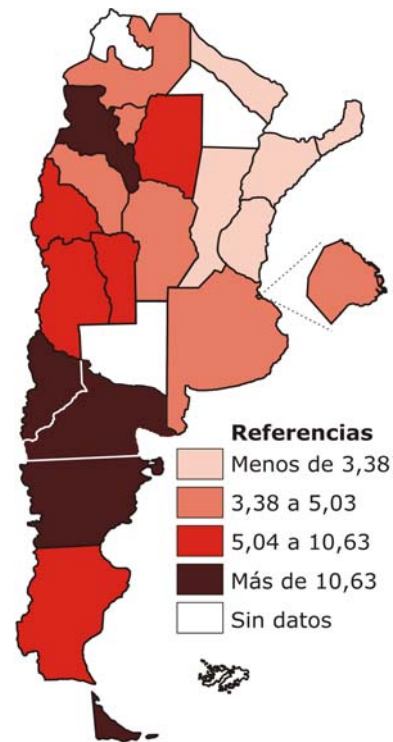 Referencias
Menos de 3,38
3,38 a 5,03
5,04 a 10,63
Más de 10,63
Sin datos